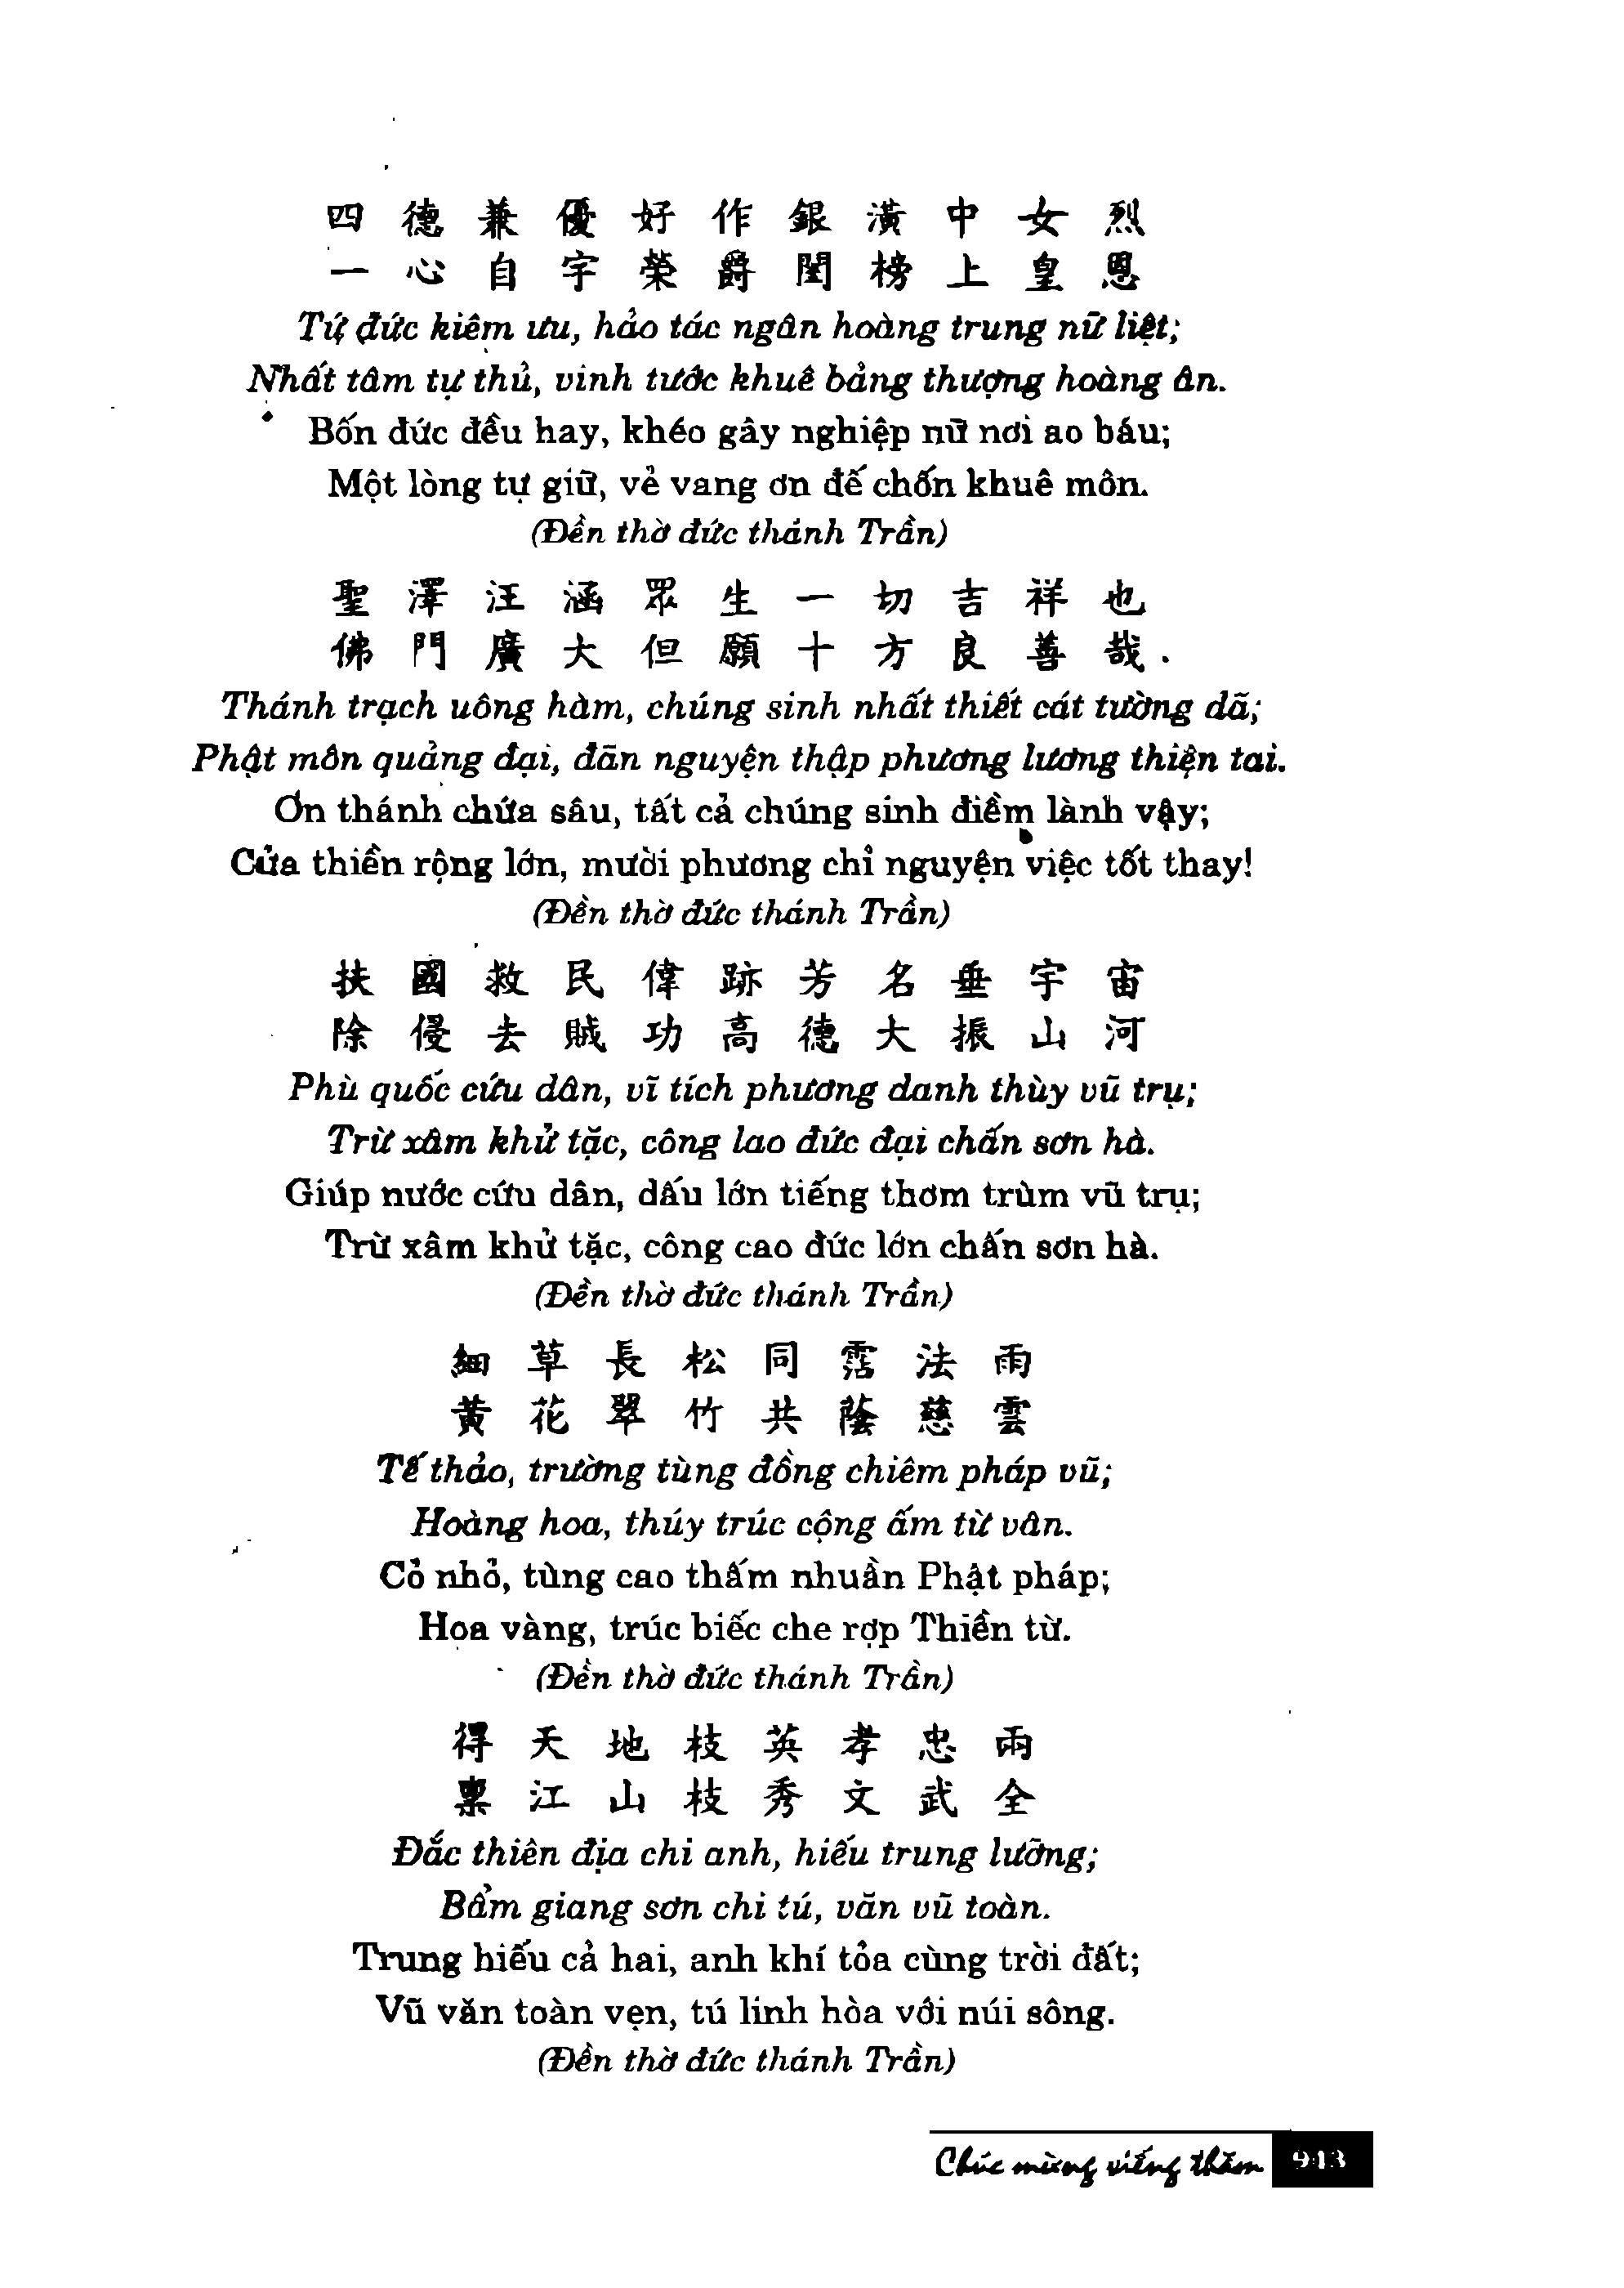 四德兼優好作銀潢中女烈
一心自守榮爵閨榜上皇恩
Tứ đức kiêm ưu, hảo tác ngân hoàng trung nữ liệt;
Nhất tâm tự thủ, vinh tước khuê bảng thượng hoàng ân.
Bốn đức đều hay, khéo gây nghiệp nữ nơi ao báu;
Một lòng tự giữ, vẻ vang ơn đế chốn khuê môn.
(Đền thờ đức thánh Trần)
聖澤汪涵眾生一切吉祥也
佛門廣大但願十方良善哉.
Thánh trạch uông hàm, chúng sinh nhất thiết cát tường dã;
Phật môn quảng đại, đãn nguyện thập phương lương thiện tai.
Ơn thánh chứa sâu, tất cả chúng sinh điềm lành vậy;
Cửa thiền rộng lớn, mười phương chỉ nguyện việc tốt thay!
(Đền thờ đức thánh Trần)
扶國救民偉跡芳名垂宇宙
除侵去賊功高德大振山河
Phù quốc cứu dân, vĩ tích phương danh thùy vũ trụ;
Trừ xâm khử tặc, công lao đức đại chấn sơn hà.
Giúp nước cứu dân, dấu lớn tiếng thơm trùm vũ trụ;
Trừ xâm khử tặc, công cao đức lớn chấn sơn hà.
(Đền thờ đức thánh Trần)
細草長松同霑法雨
黃花翠竹共蔭慈雲
Tế thảo, trường tùng đồng chiêm pháp vũ;
Hoàng hoa, thúy trúc cộng ấm từ vân.
Cỏ nhỏ, tùng cao thấm nhuần Phật pháp;
Hoa vàng, trúc biếc che rợp Thiền từ.
(Đền thờ đức thánh Trần)
得天地枝英孝忠兩
稟江山枝秀文武全
Đắc thiên địa chi anh, hiếu trung lưỡng;
Bẩm giang sơn chi tú, văn vũ toàn.
Trung hiếu cả hai, anh khí tỏa cùng trời đất;
Vũ văn toàn vẹn, tú linh hòa với núi sông.
(Đền thờ đức thánh Trần)
Chúc mừng viếng thăm 943